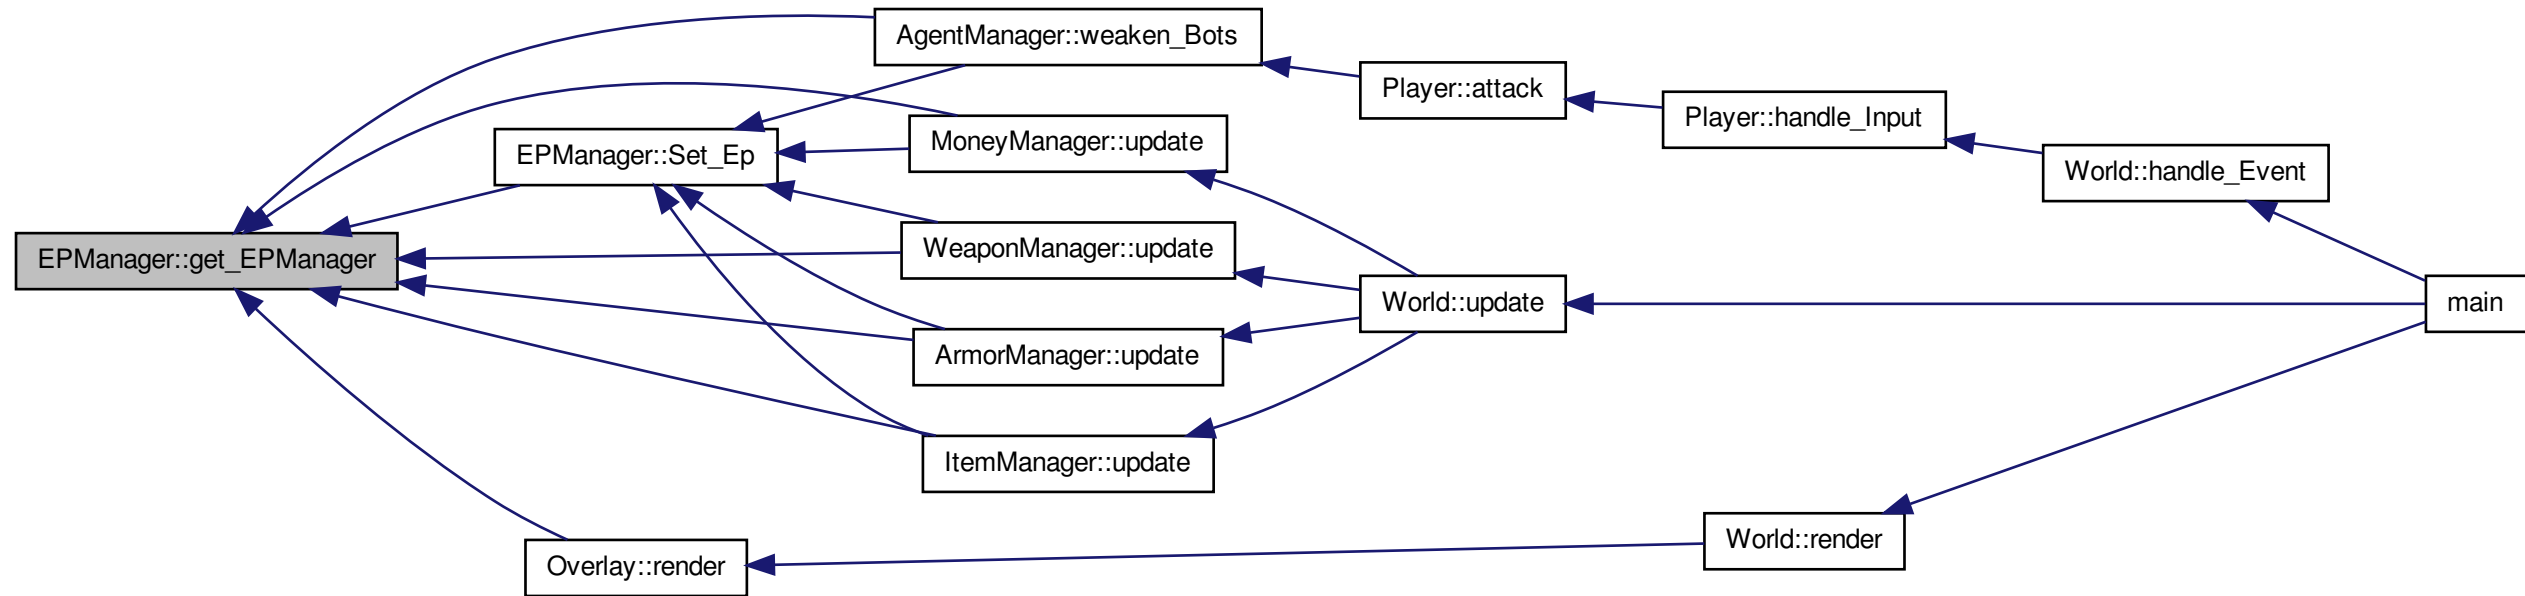 AgentManager::weaken_Bots
Player::attack
Player::handle_Input
MoneyManager::update
EPManager::Set_Ep
World::handle_Event
WeaponManager::update
EPManager::get_EPManager
World::update
main
ArmorManager::update
ItemManager::update
World::render
Overlay::render